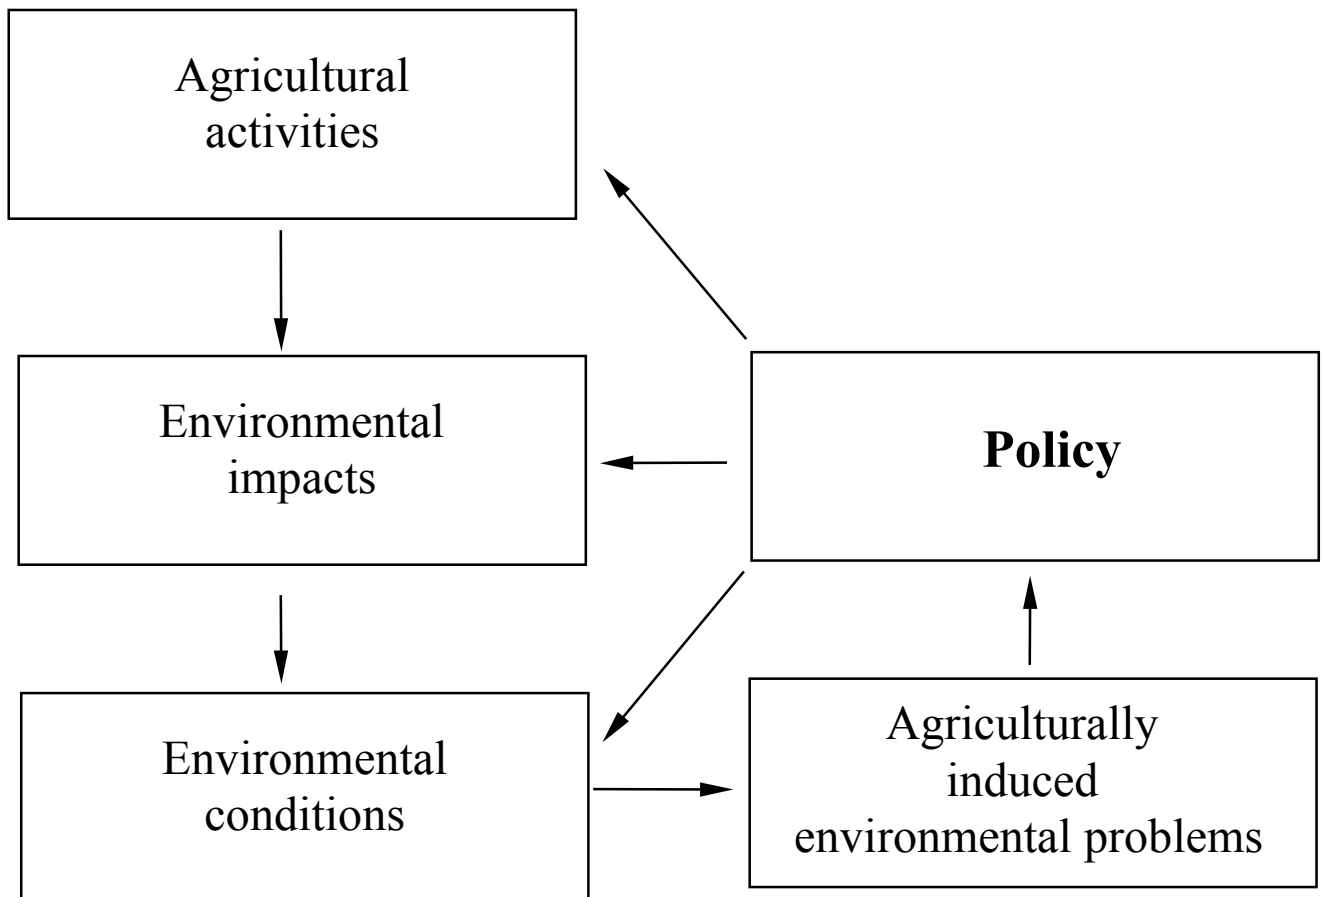 Agricultural
activities
Environmental
impacts
Policy
Environmental
conditions
Agriculturally
induced
environmental problems